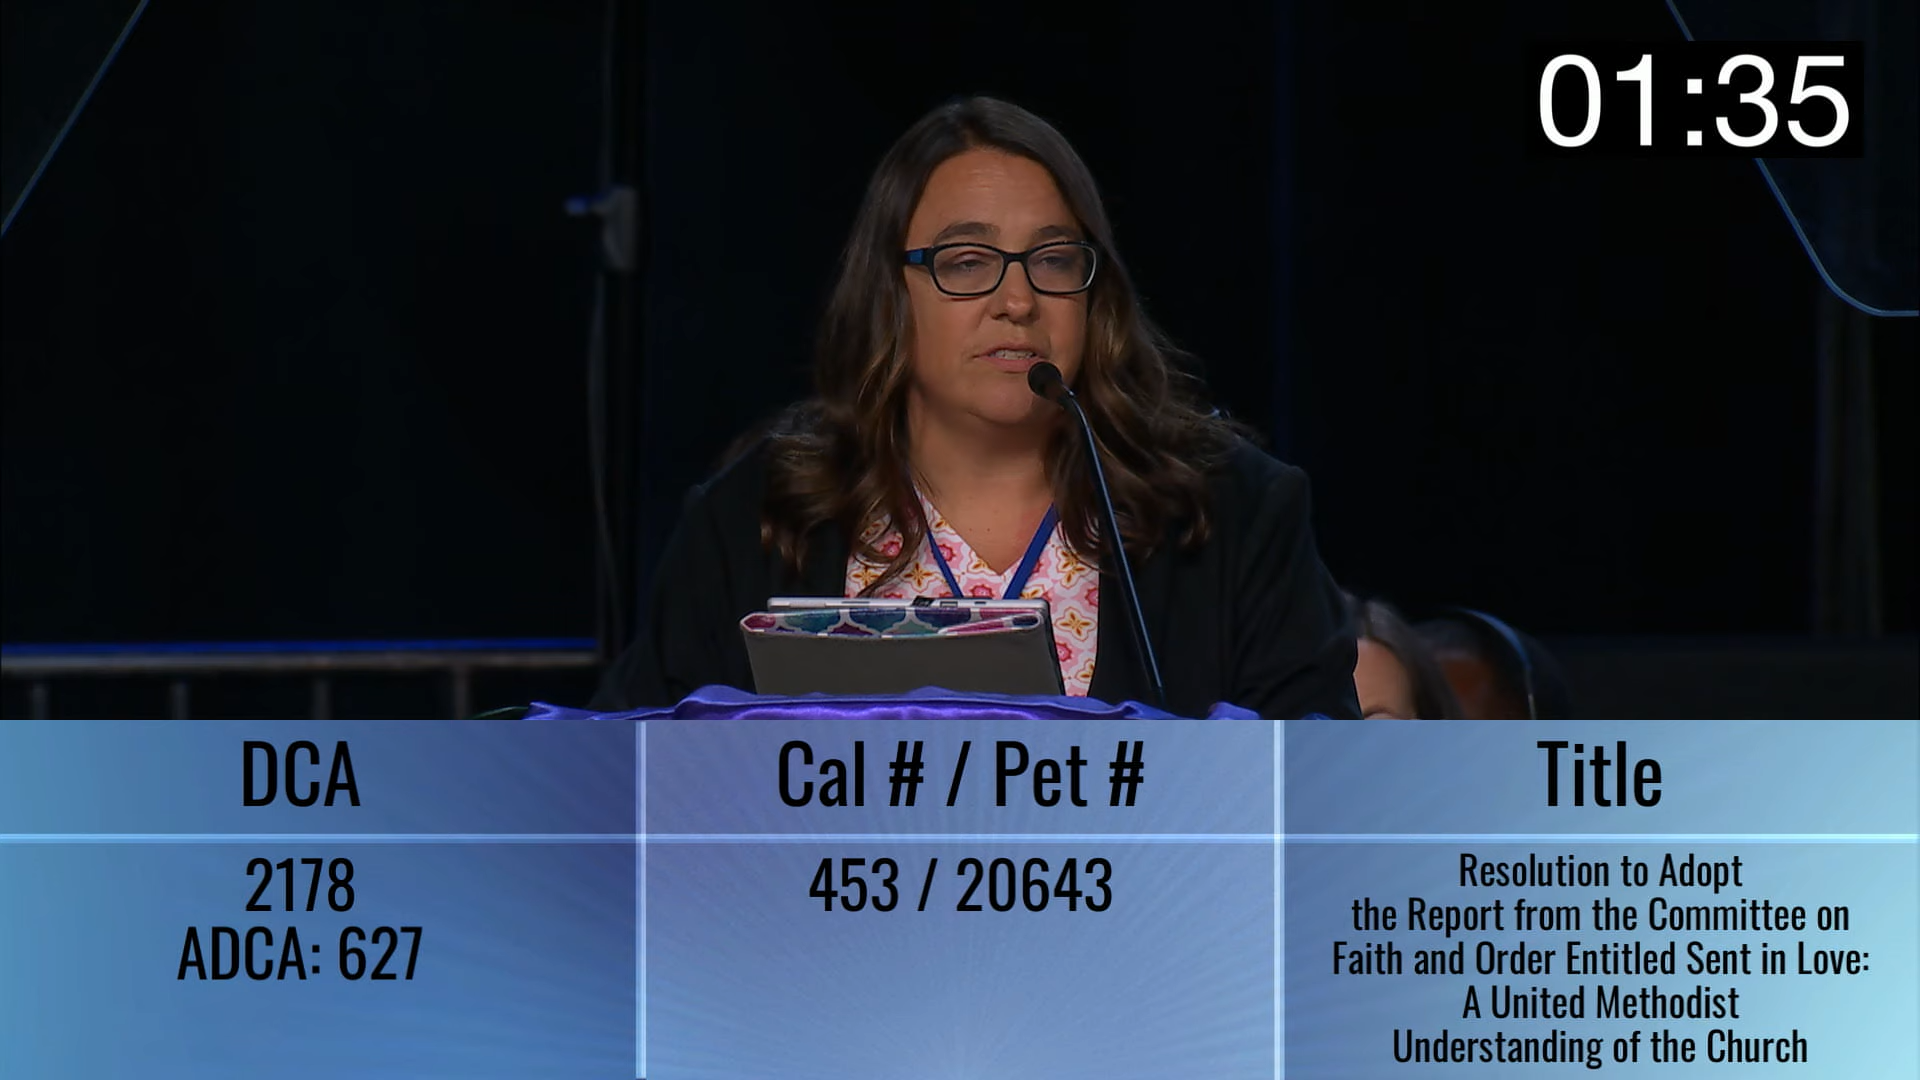 01:35
DCA
Cal # / Pet #
Title
2178
ADCA: 627
453 / 20643
Resolution to Adopt
the Report from the Committee on
Faith and Order Entitled Sent in Love:
A United Methodist
Understanding of the Church